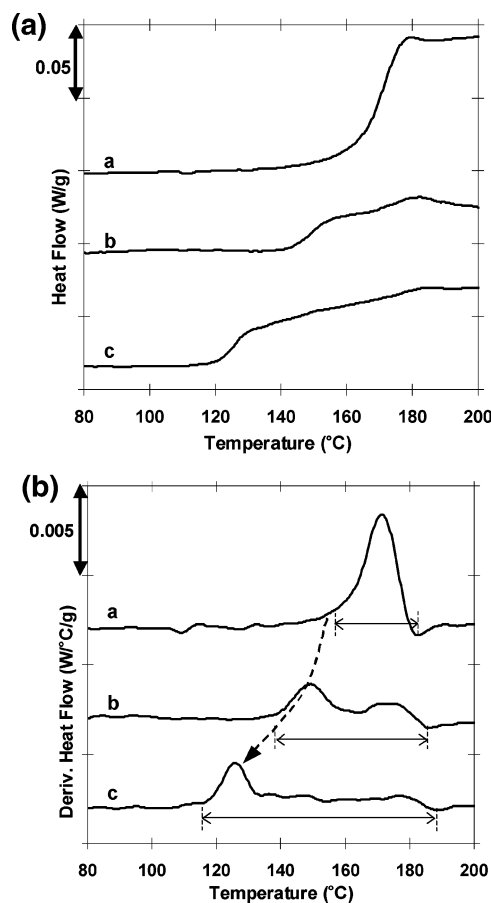 (a)
0.05
Heat Flow (W/g)
a
b
c
80 100 120 140 160 180 200
Temperature (°C)
(b)
0.005
Deriv. Heat Flow (W/°C/g)
a
b
c
80 100 120 140 160 180 200
Temperature (°C)